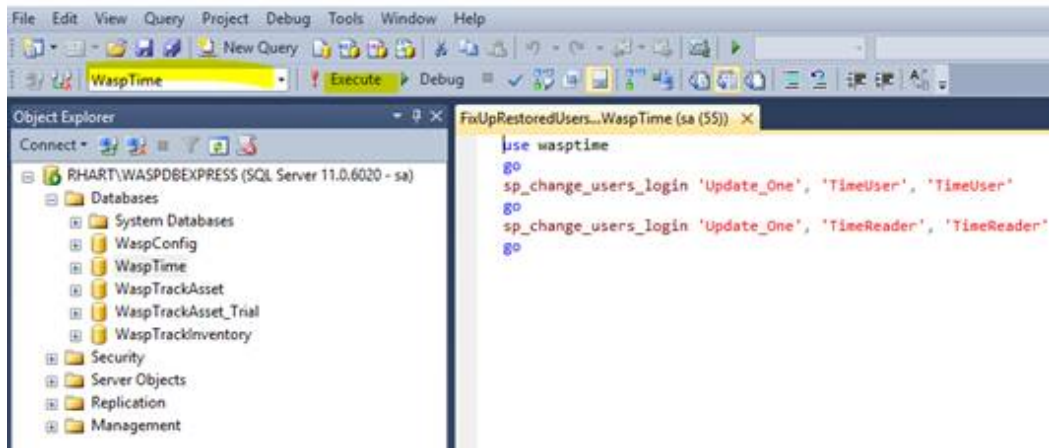 File Edit View Query Project Debug Tools Window Help
New Query
WaspTime Execute Debug
Object Explorer
Connect
RHART\WASPDBEXPRESS (SQL Server 11.0.6020 - sa)
Databases
System Databases
WaspConfig
WaspTime
WaspTrackAsset
WaspTrackAsset_Trial
WaspTrackInventory
Security
Server Objects
Replication
Management
FixUpRestoredUsers...WaspTime (sa (55))
use wasptime
go
sp_change_users_login 'Update_One', 'TimeUser', 'TimeUser'
go
sp_change_users_login 'Update_One', 'TimeReader', 'TimeReader'
go